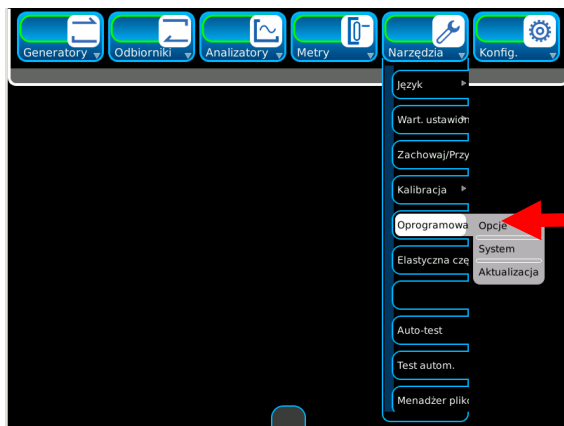 Generatory
Odbiorniki
Analizatory
Metry
Narzędzia
Konfig.
Język
Wart. ustawion
Zachowaj/Przy
Kalibracja
Oprogramowa
Opcje
System
Elastyczna czę
Aktualizacja
Auto-test
Test autom.
Menadżer plik